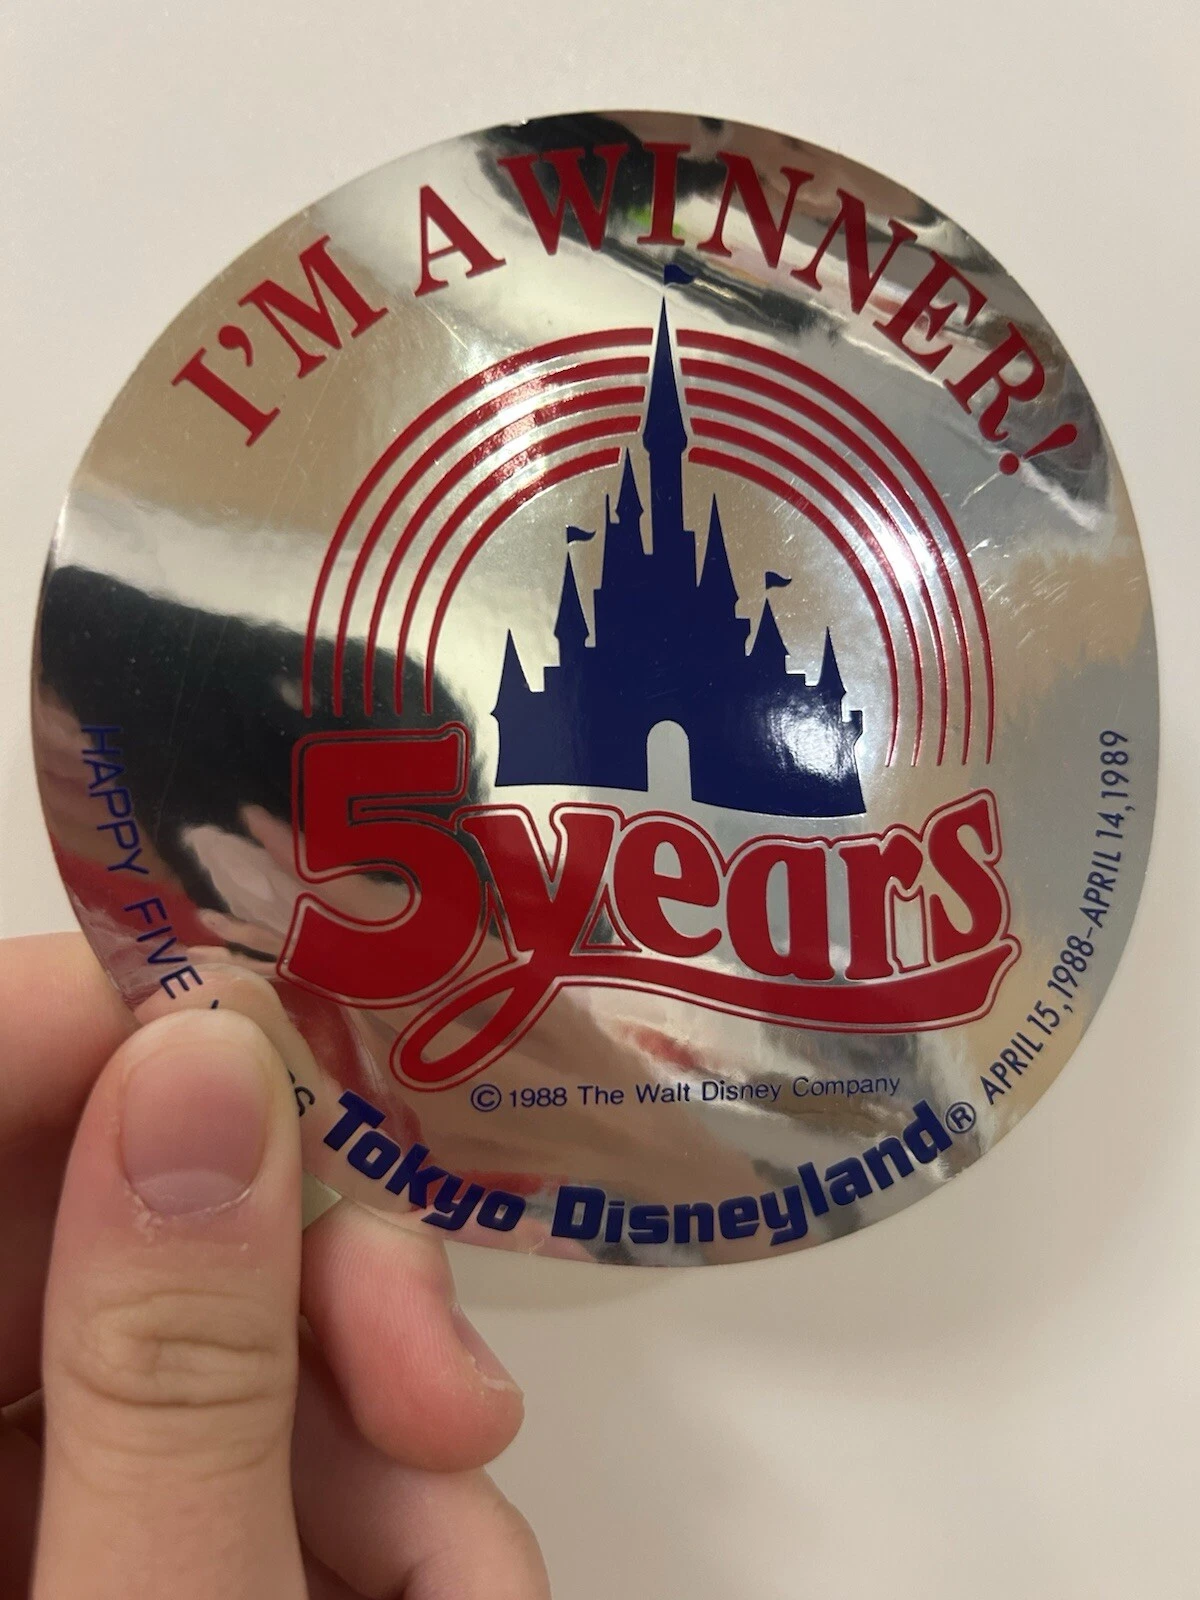 I'M A WINNER!
5years
© 1988 The Walt Disney Company
HAPPY FIVE
Tokyo Disneyland®
APRIL 15, 1988-APRIL 14, 1989